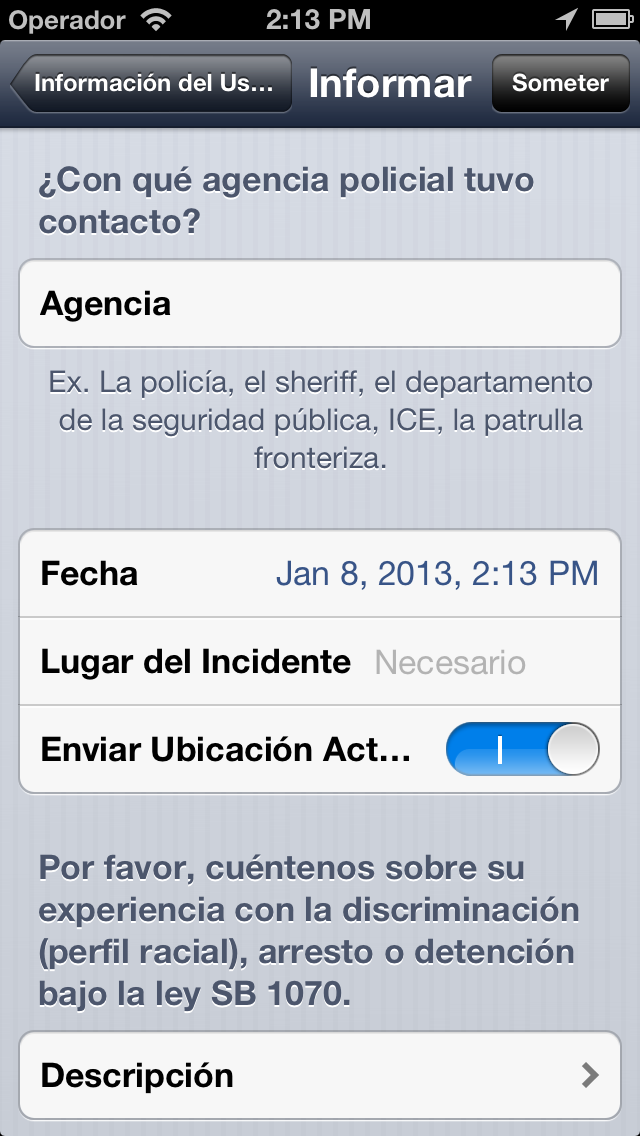 Operador 2:13 PM
Información del Us... Informar Someter
¿Con qué agencia policial tuvo
contacto?
Agencia
Ex. La policía, el sheriff, el departamento
de la seguridad pública, ICE, la patrulla
fronteriza.
Fecha Jan 8, 2013, 2:13 PM
Lugar del Incidente Necesario
Enviar Ubicación Act...
Por favor, cuéntenos sobre su
experiencia con la discriminación
(perfil racial), arresto o detención
bajo la ley SB 1070.
Descripción